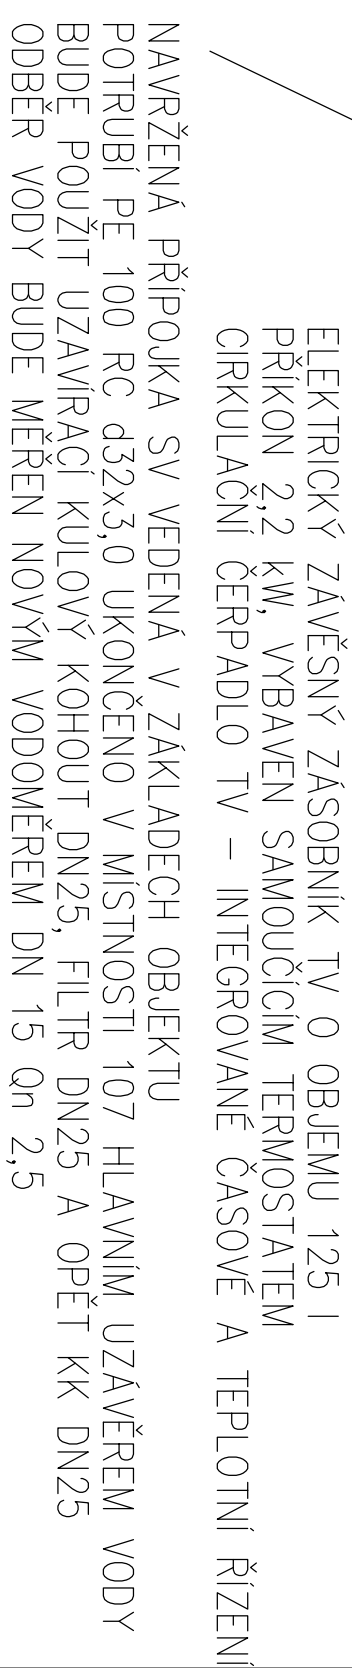 ELEKTRICKÝ ZÁVĚSNÝ ZÁSOBNÍK TV O OBJEMU 125 l
PŘÍKON 2,2 kW, VYBAVEN SAMOUČÍCÍM TERMOSTATEM
CIRKULAČNÍ ČERPADLO TV – INTEGROVANÉ ČASOVÉ A TEPLOTNÍ ŘÍZENÍ
NAVRŽENÁ PŘÍPOJKA SV VEDENÁ V ZÁKLADECH OBJEKTU
POTRUBÍ PE 100 RC d32x3,0 UKONČENO V MÍSTNOSTI 107 HLAVNÍM UZÁVĚREM VODY
BUDE POUŽIT UZAVÍRACÍ KULOVÝ KOHOUT DN25, FILTR DN25 A OPĚT KK DN25
ODBĚR VODY BUDE MĚŘEN NOVÝM VODOMĚREM DN 15 Qn 2,5